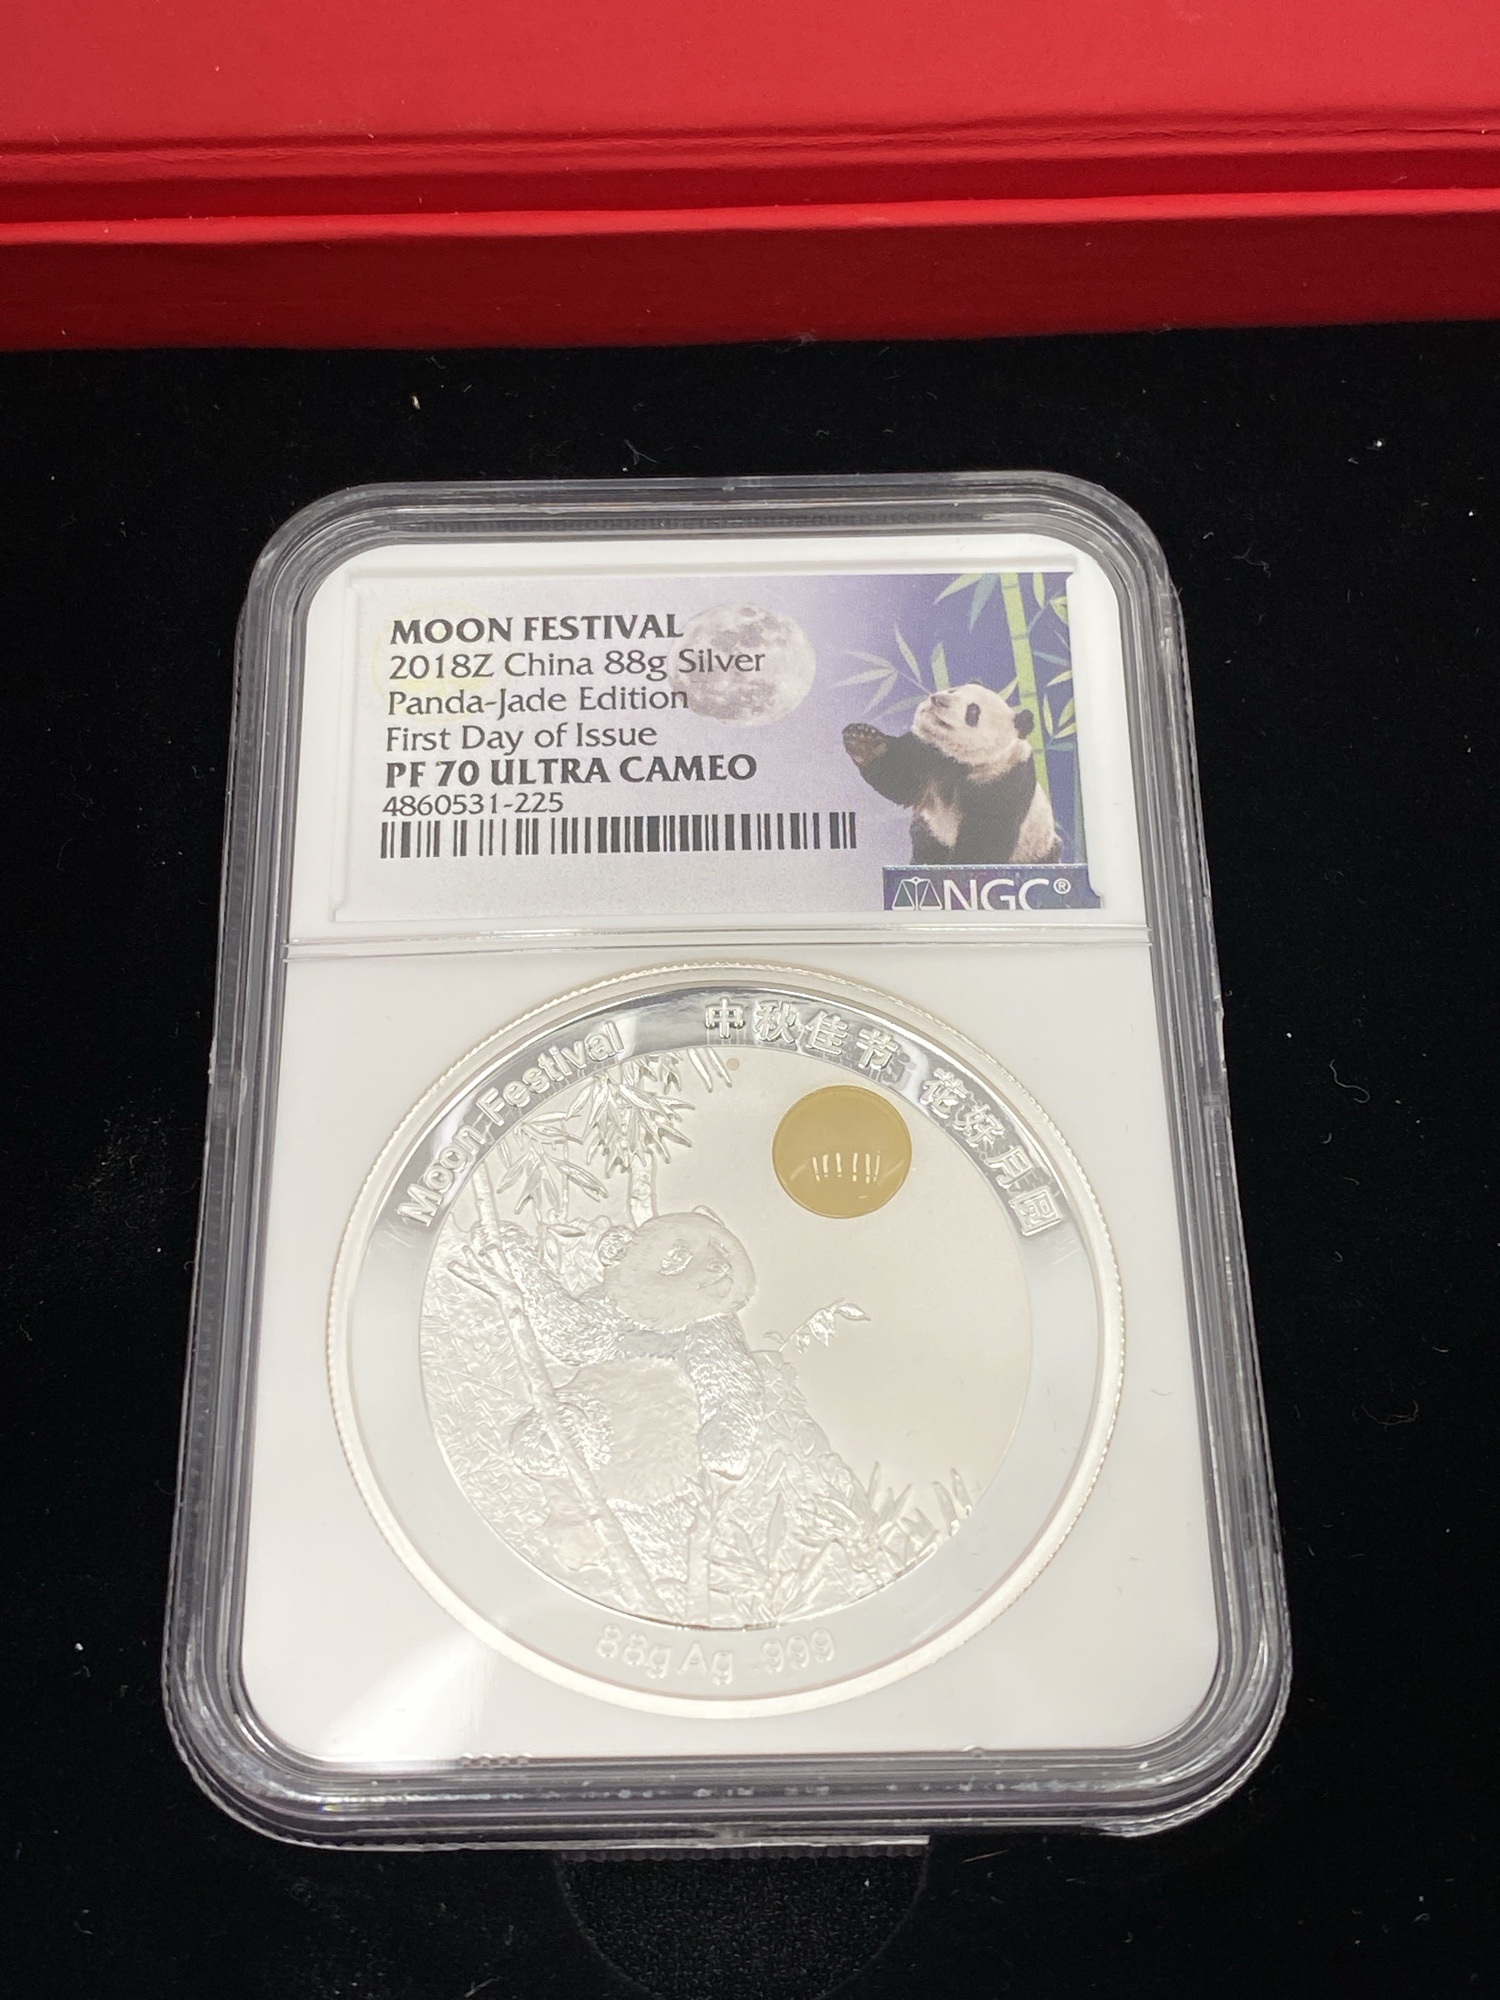 MOON FESTIVAL
2018Z China 88g Silver
Panda-Jade Edition
First Day of Issue
PF 70 ULTRA CAMEO
4860531-225
NGC®
Moon Festival 中秋佳节 花好月圆
88g Ag .999